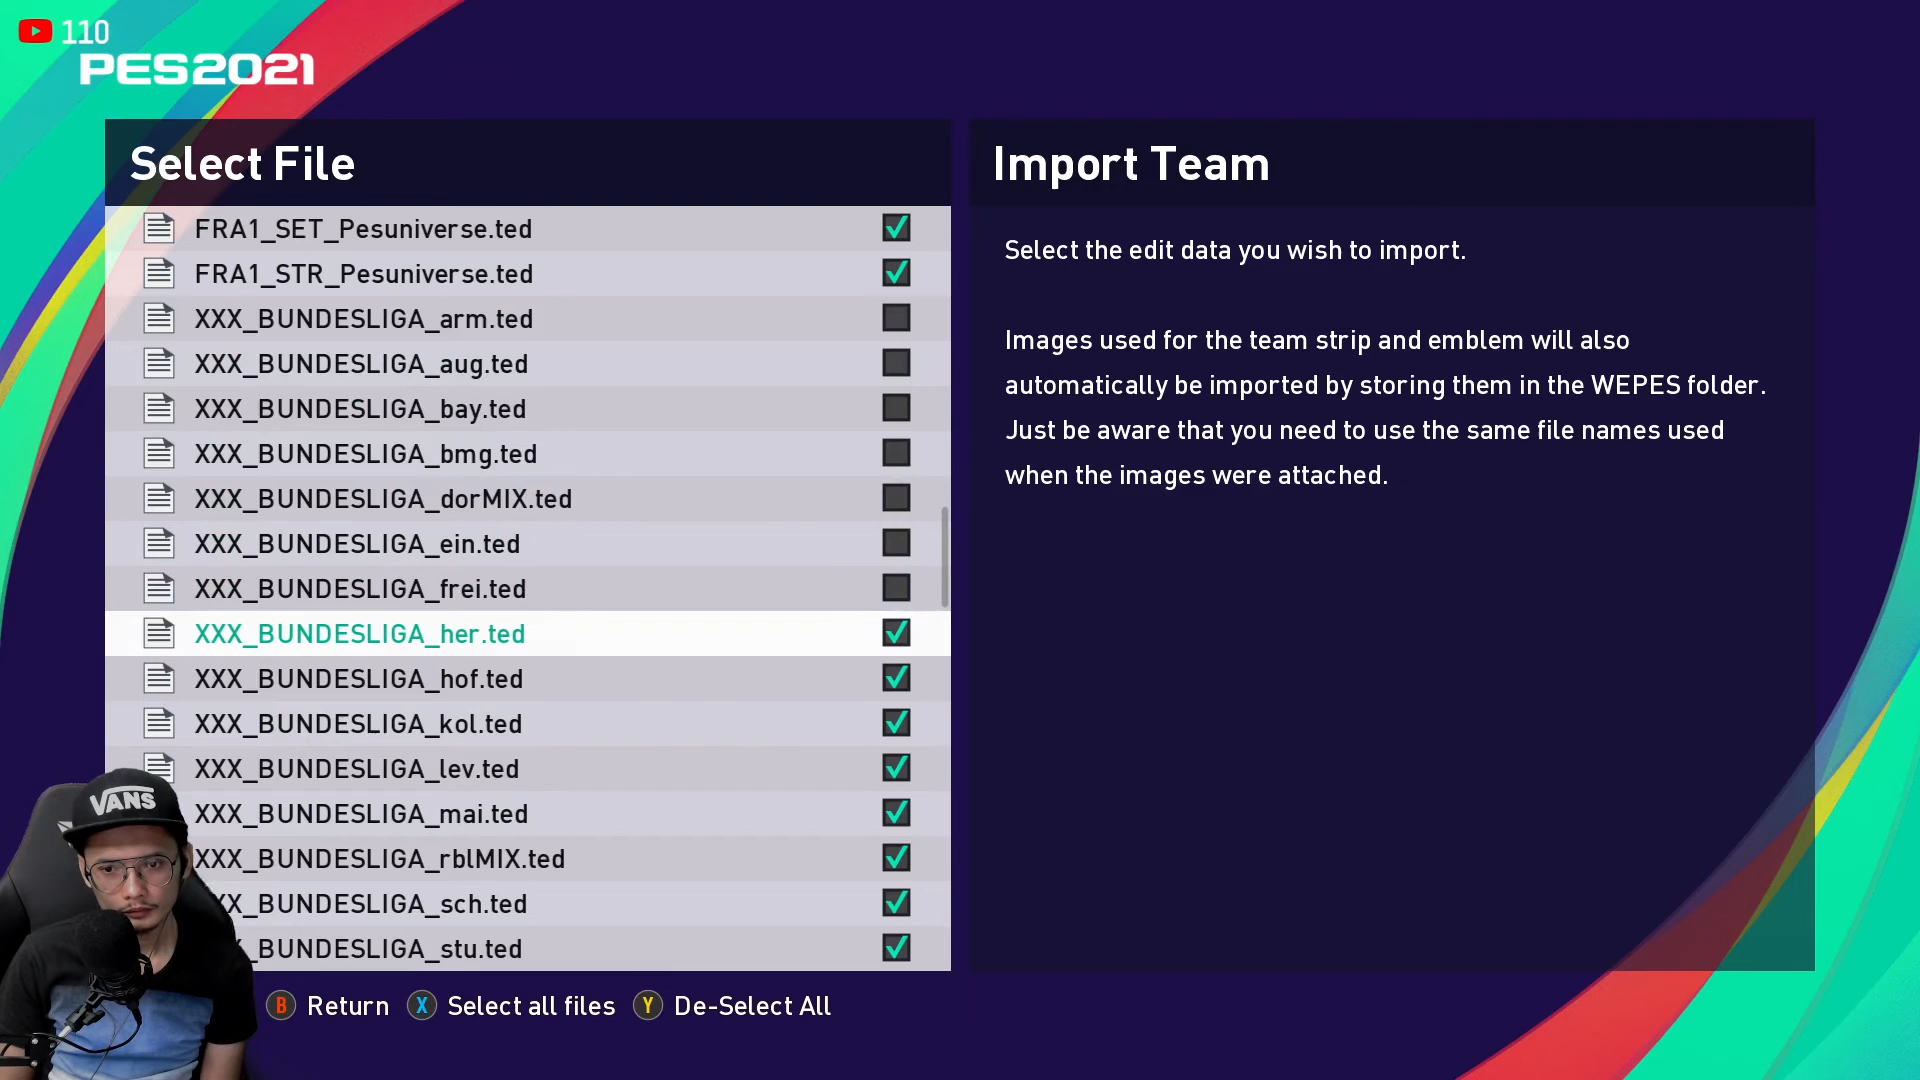 110
PES2021
Select File
Import Team
FRA1_SET_Pesuniverse.ted
FRA1_STR_Pesuniverse.ted
XXX_BUNDESLIGA_arm.ted
XXX_BUNDESLIGA_aug.ted
XXX_BUNDESLIGA_bay.ted
XXX_BUNDESLIGA_bmg.ted
XXX_BUNDESLIGA_dorMIX.ted
XXX_BUNDESLIGA_ein.ted
XXX_BUNDESLIGA_frei.ted
XXX_BUNDESLIGA_her.ted
XXX_BUNDESLIGA_hof.ted
XXX_BUNDESLIGA_kol.ted
XXX_BUNDESLIGA_lev.ted
XXX_BUNDESLIGA_mai.ted
XXX_BUNDESLIGA_rblMIX.ted
XX_BUNDESLIGA_sch.ted
_BUNDESLIGA_stu.ted
Select the edit data you wish to import.
Images used for the team strip and emblem will also
automatically be imported by storing them in the WEPES folder.
Just be aware that you need to use the same file names used
when the images were attached.
VANS
B Return X Select all files Y De-Select All